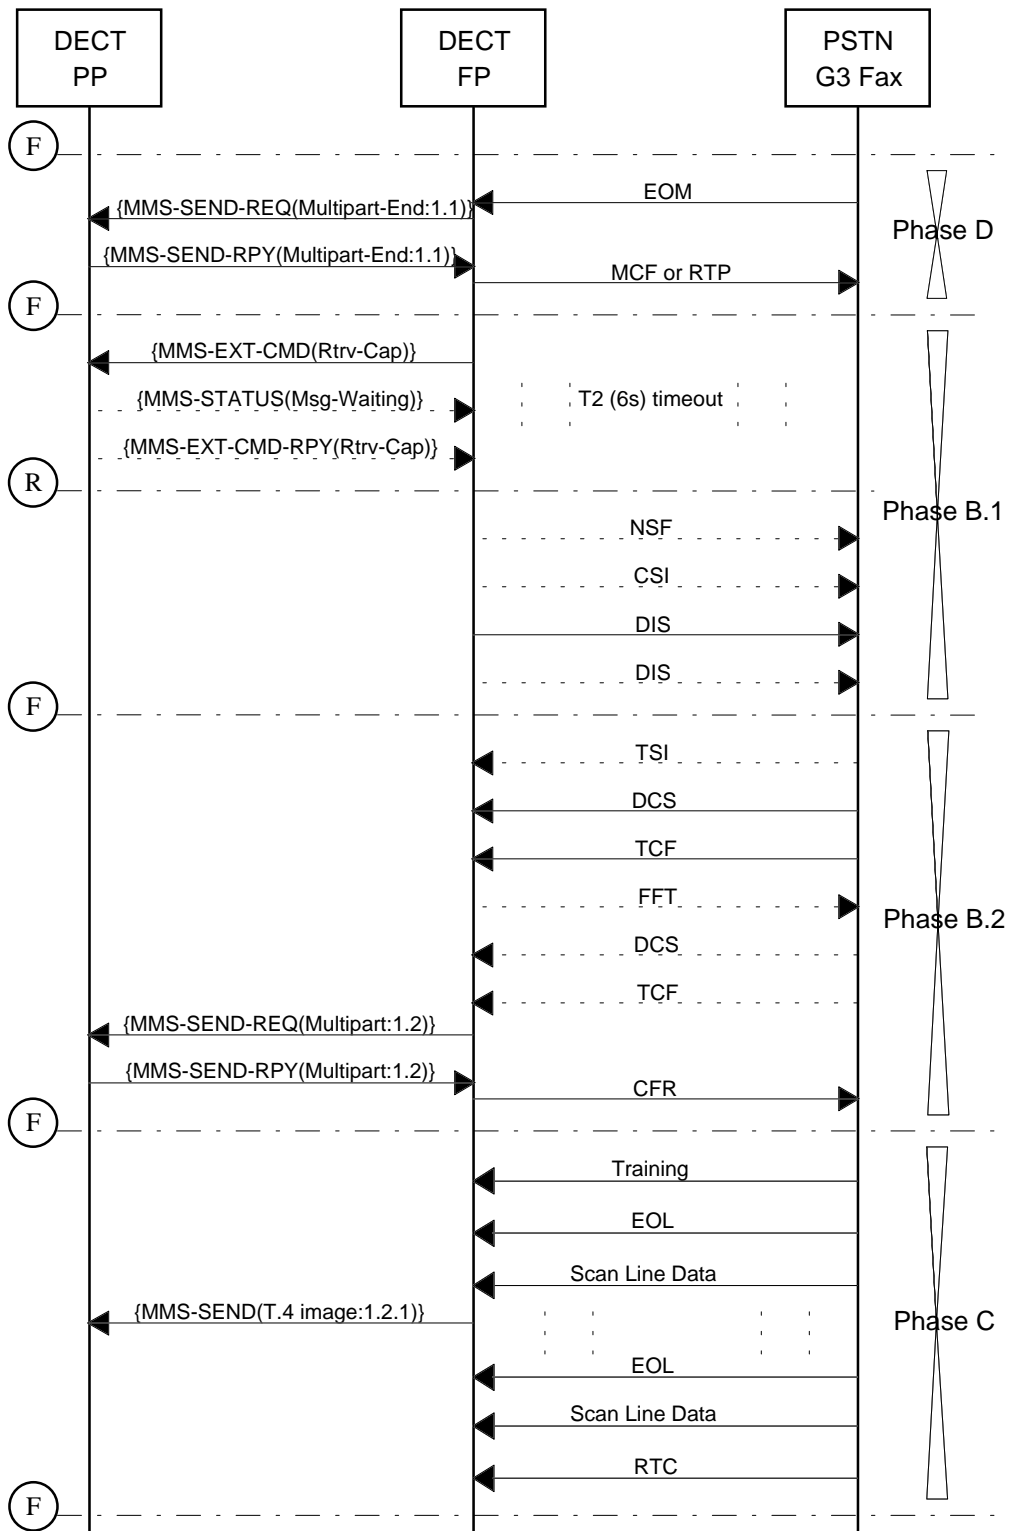 DECT
PP
DECT
FP
PSTN
G3 Fax
F
EOM
{MMS-SEND-REQ(Multipart-End:1.1)}
Phase D
{MMS-SEND-RPY(Multipart-End:1.1)}
MCF or RTP
F
{MMS-EXT-CMD(Rtrv-Cap)}
{MMS-STATUS(Msg-Waiting)}
T2 (6s) timeout
{MMS-EXT-CMD-RPY(Rtrv-Cap)}
R
Phase B.1
NSF
CSI
DIS
DIS
F
TSI
DCS
TCF
FFT
Phase B.2
DCS
TCF
{MMS-SEND-REQ(Multipart:1.2)}
{MMS-SEND-RPY(Multipart:1.2)}
CFR
F
Training
EOL
Scan Line Data
{MMS-SEND(T.4 image:1.2.1)}
Phase C
EOL
Scan Line Data
RTC
F